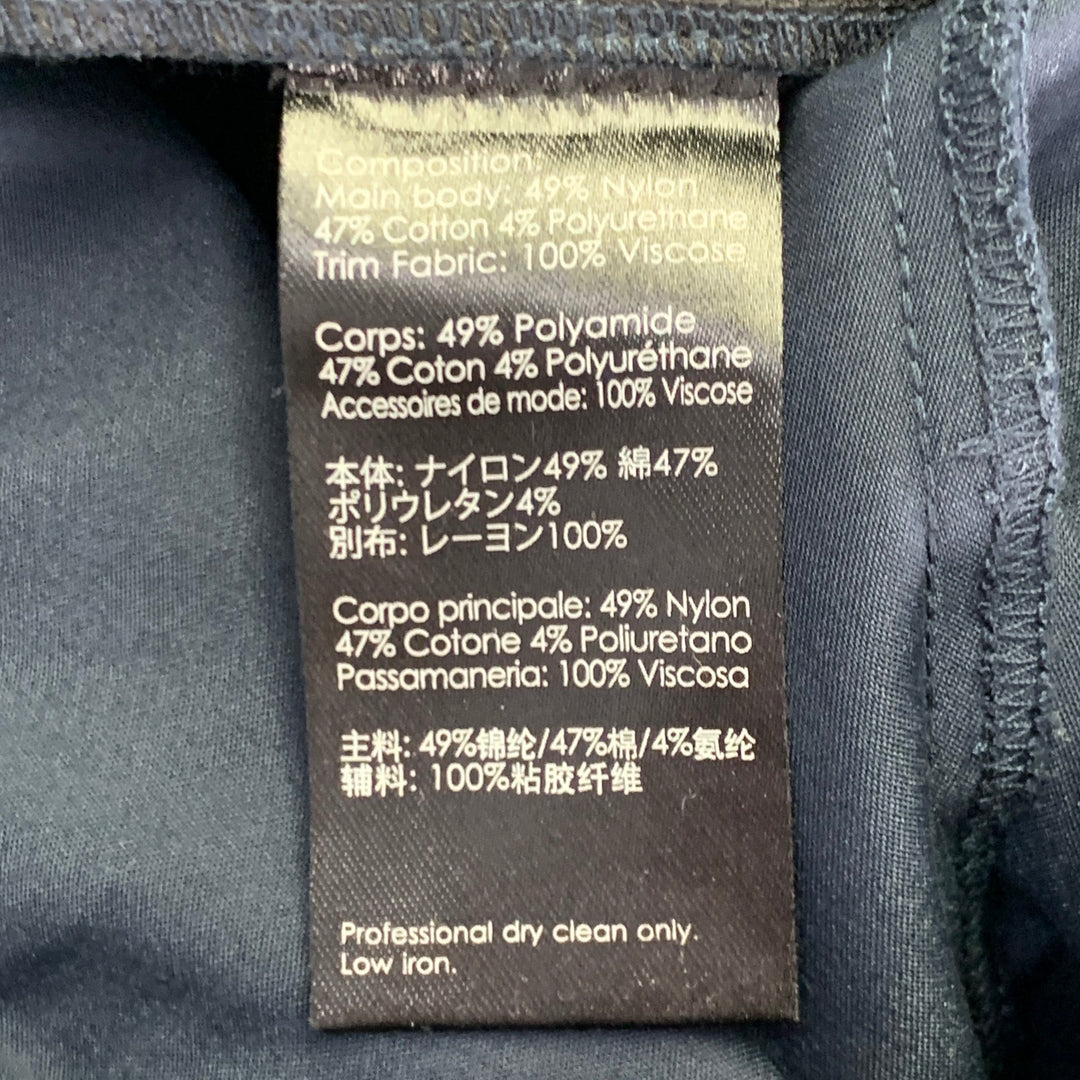 Composition:
Main body: 49% Nylon
47% Cotton 4% Polyurethane
Trim Fabric: 100% Viscose
Corps: 49% Polyamide
47% Coton 4% Polyuréthane
Accessoires de mode: 100% Viscose
本体: ナイロン49% 綿47%
ポリウレタン4%
別布: レーヨン100%
Corpo principale: 49% Nylon
47% Cotone 4% Poliuretano
Passamaneria: 100% Viscosa
主料: 49%锦纶/47%棉/4%氨纶
辅料: 100%粘胶纤维
Professional dry clean only.
Low iron.